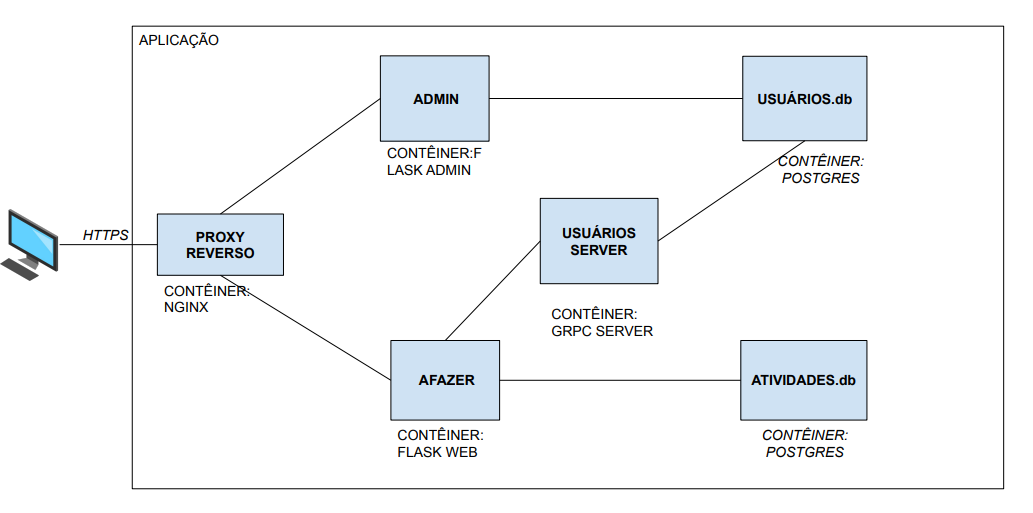 APLICAÇÃO
ADMIN
CONTÊINER:F
LASK ADMIN
USUÁRIOS.db
CONTÊINER:
POSTGRES
HTTPS
PROXY
REVERSO
CONTÊINER:
NGINX
USUÁRIOS
SERVER
CONTÊINER:
GRPC SERVER
AFAZER
CONTÊINER:
FLASK WEB
ATIVIDADES.db
CONTÊINER:
POSTGRES